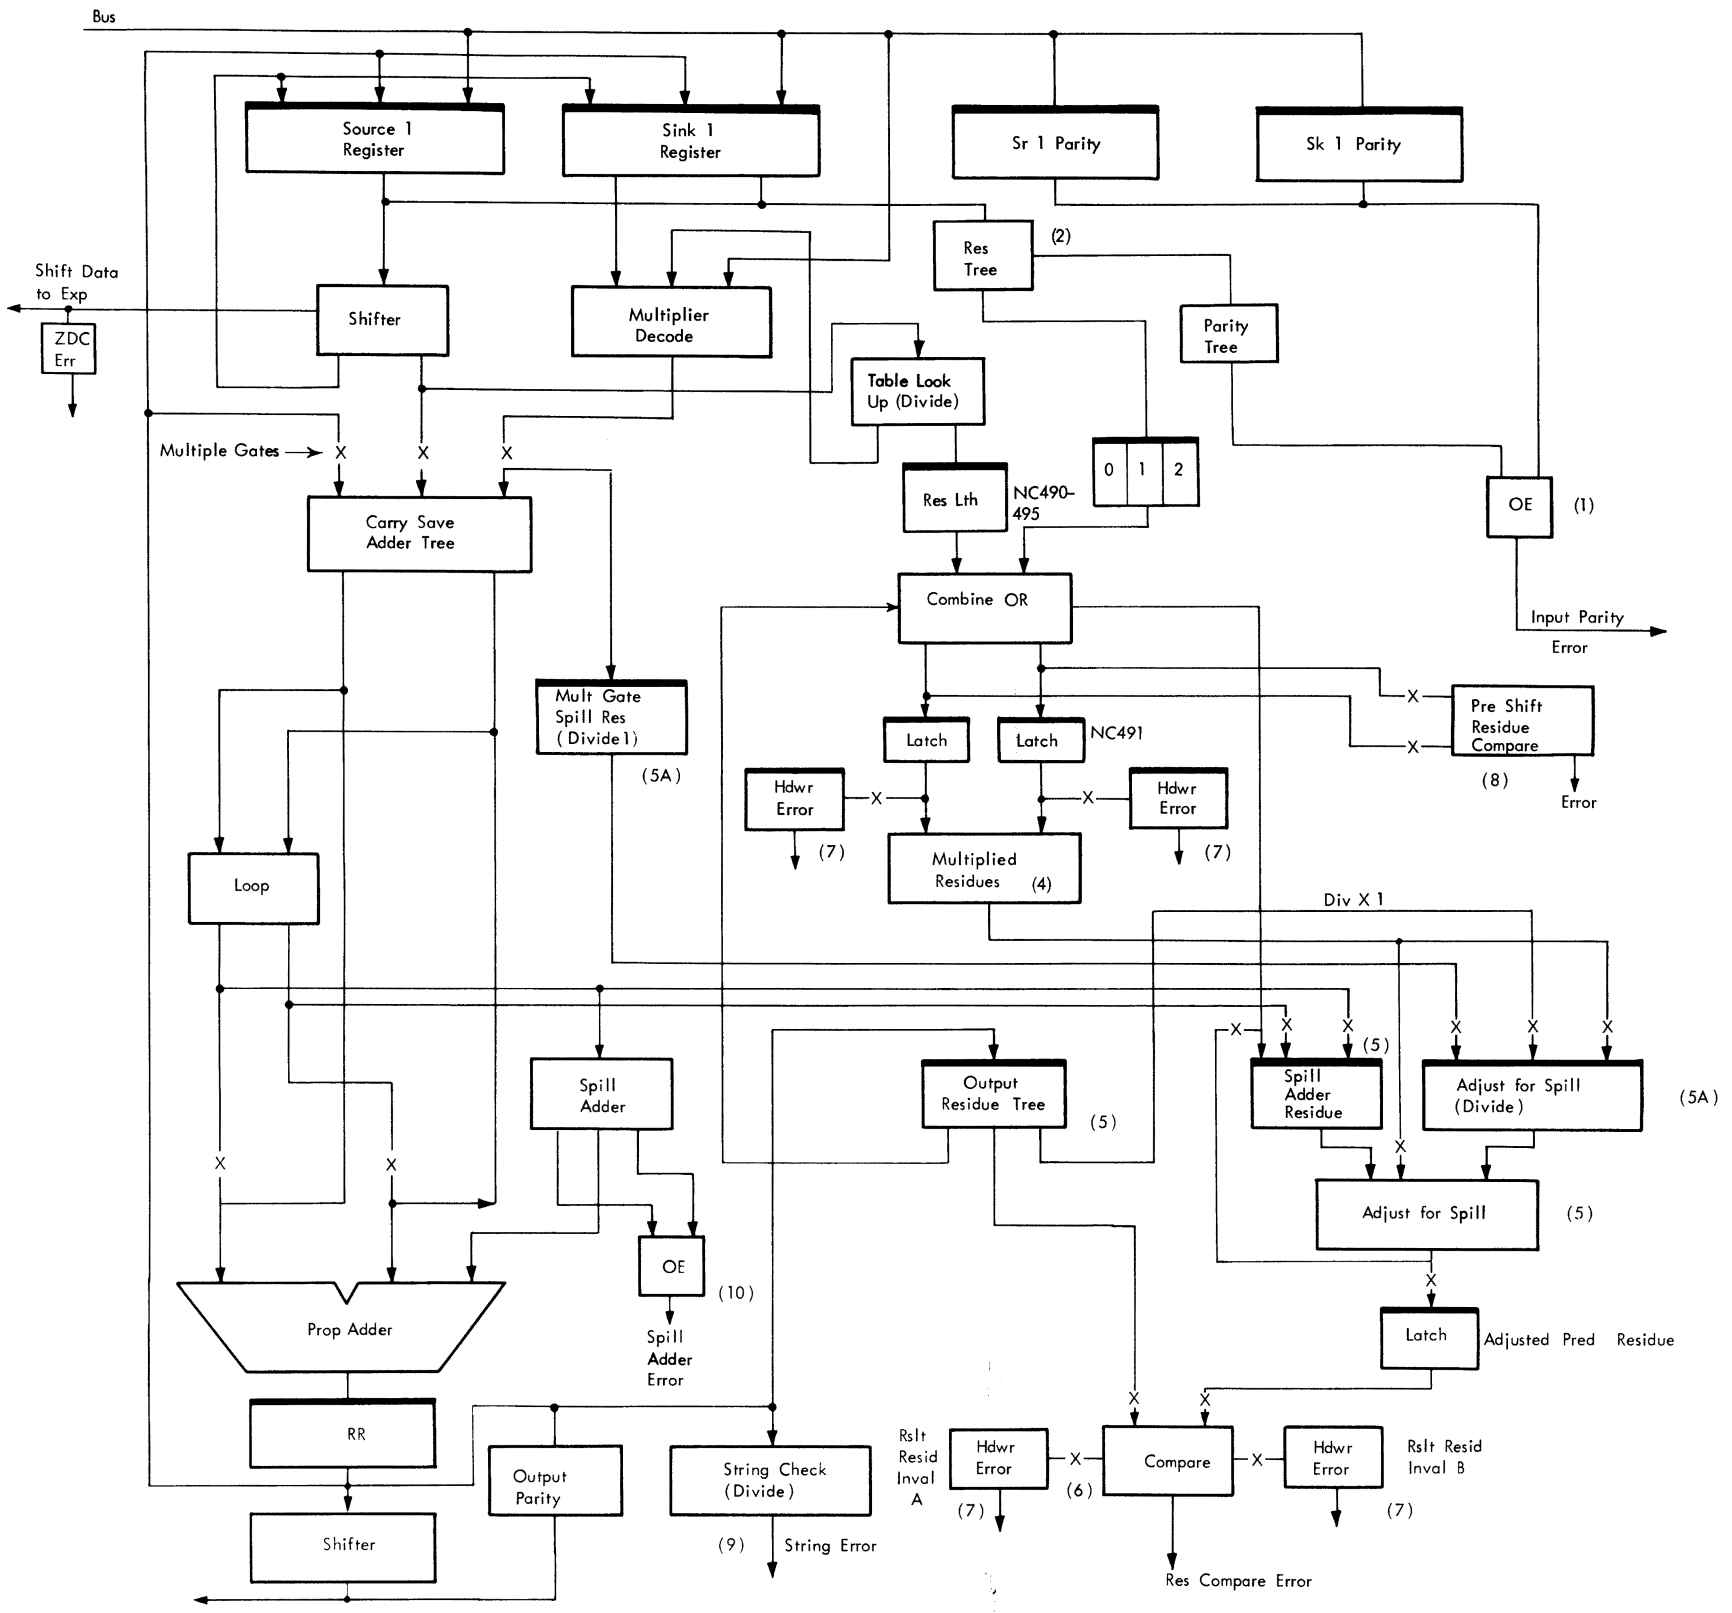 Bus
Source 1
Register
Sink 1
Register
Sr 1 Parity
Sk 1 Parity
Res
Tree
(2)
Shift Data
to Exp
ZDC
Err
Shifter
Multiplier
Decode
Parity
Tree
Table Look
Up (Divide)
Multiple Gates
X
X
X
0 1 2
Res Lth
NC490-
495
OE
(1)
Carry Save
Adder Tree
Combine OR
Input Parity
Error
Mult Gate
Spill Res
(Divide1)
(5A)
Latch
Latch
NC491
X
X
Pre Shift
Residue
Compare
(8)
Error
Hdwr
Error
(7)
X
X
Hdwr
Error
(7)
Loop
Multiplied
Residues
(4)
Div X 1
X
X
X
X
X
X
(5)
Spill
Adder
Output
Residue Tree
(5)
Spill
Adder
Residue
Adjust for Spill
(Divide)
(5A)
X
X
X
Adjust for Spill
(5)
OE
(10)
X
Spill
Adder
Error
Prop Adder
Latch
Adjusted Pred Residue
X
X
RR
Output
Parity
String Check
(Divide)
(9)
String Error
Rslt
Resid
Inval
A
Hdwr
Error
(7)
X
(6)
Compare
X
Hdwr
Error
(7)
Rslt Resid
Inval B
Shifter
Res Compare Error